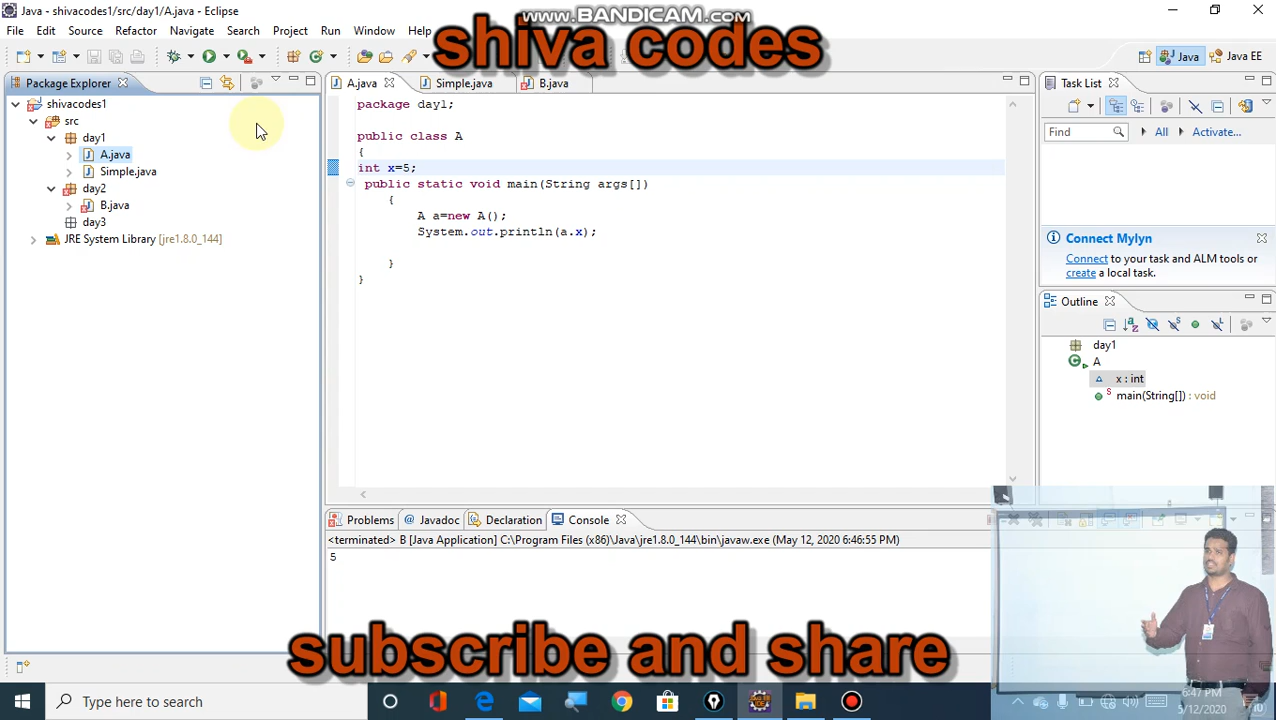 Java - shivacodes1/src/day1/A.java - Eclipse
www.BANDICAM.com
File Edit Source Refactor Navigate Search Project Run Window Help
shiva codes
Java Java EE
Package Explorer
A.java Simple.java B.java
Task List
shivacodes1
src
day1
A.java
Simple.java
day2
B.java
day3
JRE System Library [jre1.8.0_144]
package day1;
public class A
{
int x=5;
public static void main(String args[])
{
A a=new A();
System.out.println(a.x);
}
}
Find All Activate...
Connect Mylyn
Connect to your task and ALM tools or
create a local task.
Outline
day1
A
x : int
main(String[]) : void
Problems Javadoc Declaration Console
<terminated> B [Java Application] C:\Program Files (x86)\Java\jre1.8.0_144\bin\javaw.exe (May 12, 2020 6:46:55 PM)
5
subscribe and share
Type here to search
6:47 PM
5/12/2020